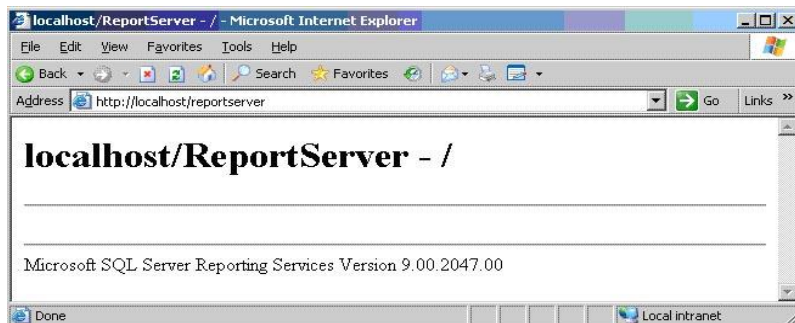 localhost/ReportServer - / - Microsoft Internet Explorer
File Edit View Favorites Tools Help
Back Search Favorites
Address http://localhost/reportserver Go Links »
localhost/ReportServer - /
Microsoft SQL Server Reporting Services Version 9.00.2047.00
Done Local intranet